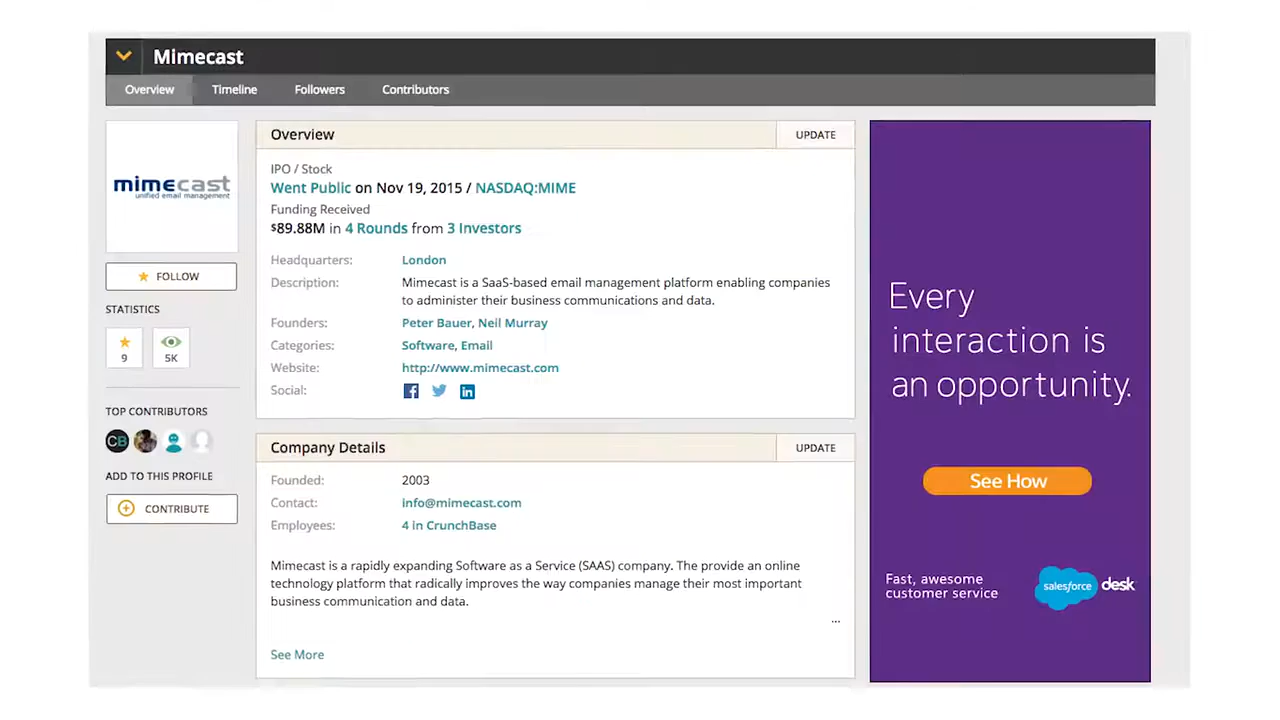 Mimecast
Overview Timeline Followers Contributors
mimecast
unified email management
FOLLOW
STATISTICS
9 5K
TOP CONTRIBUTORS
CB
ADD TO THIS PROFILE
CONTRIBUTE
Overview UPDATE
IPO / Stock
Went Public on Nov 19, 2015 / NASDAQ:MIME
Funding Received
$89.88M in 4 Rounds from 3 Investors
Headquarters: London
Description: Mimecast is a SaaS-based email management platform enabling companies
to administer their business communications and data.
Founders: Peter Bauer, Neil Murray
Categories: Software, Email
Website: http://www.mimecast.com
Social:
Company Details UPDATE
Founded: 2003
Contact: info@mimecast.com
Employees: 4 in CrunchBase
Mimecast is a rapidly expanding Software as a Service (SAAS) company. The provide an online
technology platform that radically improves the way companies manage their most important
business communication and data.
...
See More
Every
interaction is
an opportunity.
See How
Fast, awesome
customer service
salesforce desk